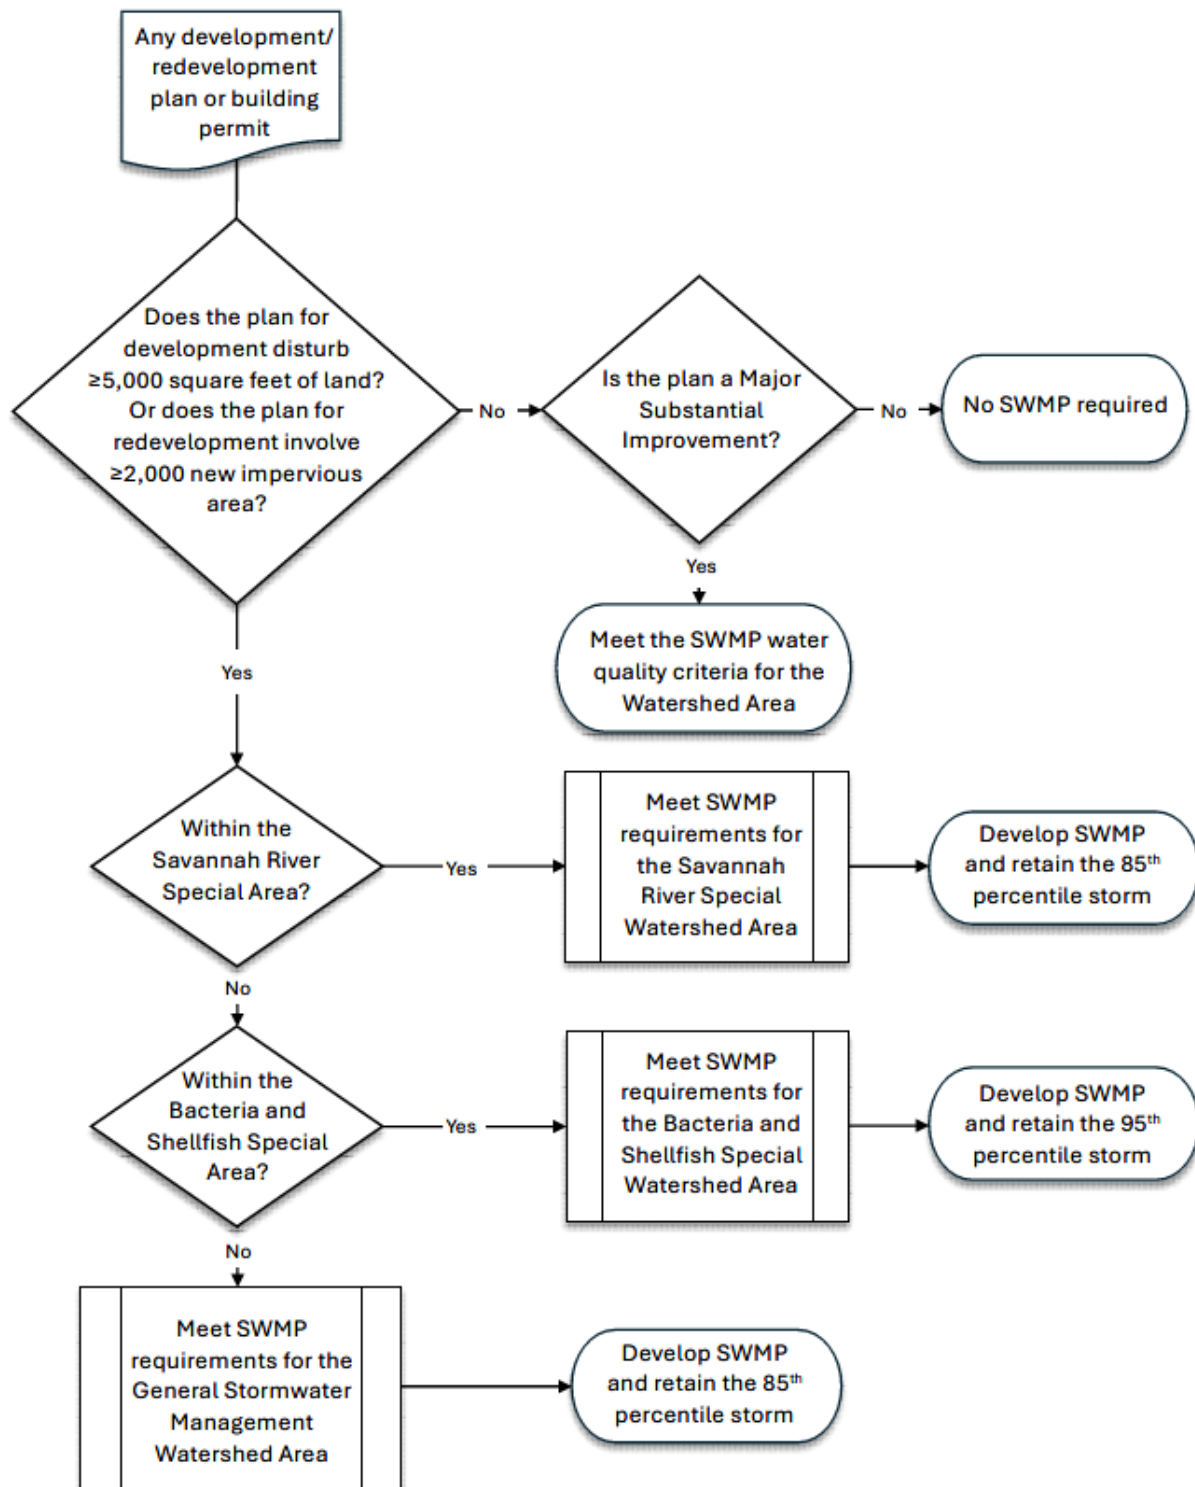 Any development/
redevelopment
plan or building
permit
Does the plan for
development disturb
≥5,000 square feet of land?
Or does the plan for
redevelopment involve
≥2,000 new impervious
area?
No
Is the plan a Major
Substantial
Improvement?
No
No SWMP required
Yes
Meet the SWMP water
quality criteria for the
Watershed Area
Yes
Within the
Savannah River
Special Area?
Yes
Meet SWMP
requirements for
the Savannah
River Special
Watershed Area
Develop SWMP
and retain the 85th
percentile storm
No
Within the
Bacteria and
Shellfish Special
Area?
Yes
Meet SWMP
requirements for
the Bacteria and
Shellfish Special
Watershed Area
Develop SWMP
and retain the 95th
percentile storm
No
Meet SWMP
requirements for the
General Stormwater
Management
Watershed Area
Develop SWMP
and retain the 85th
percentile storm